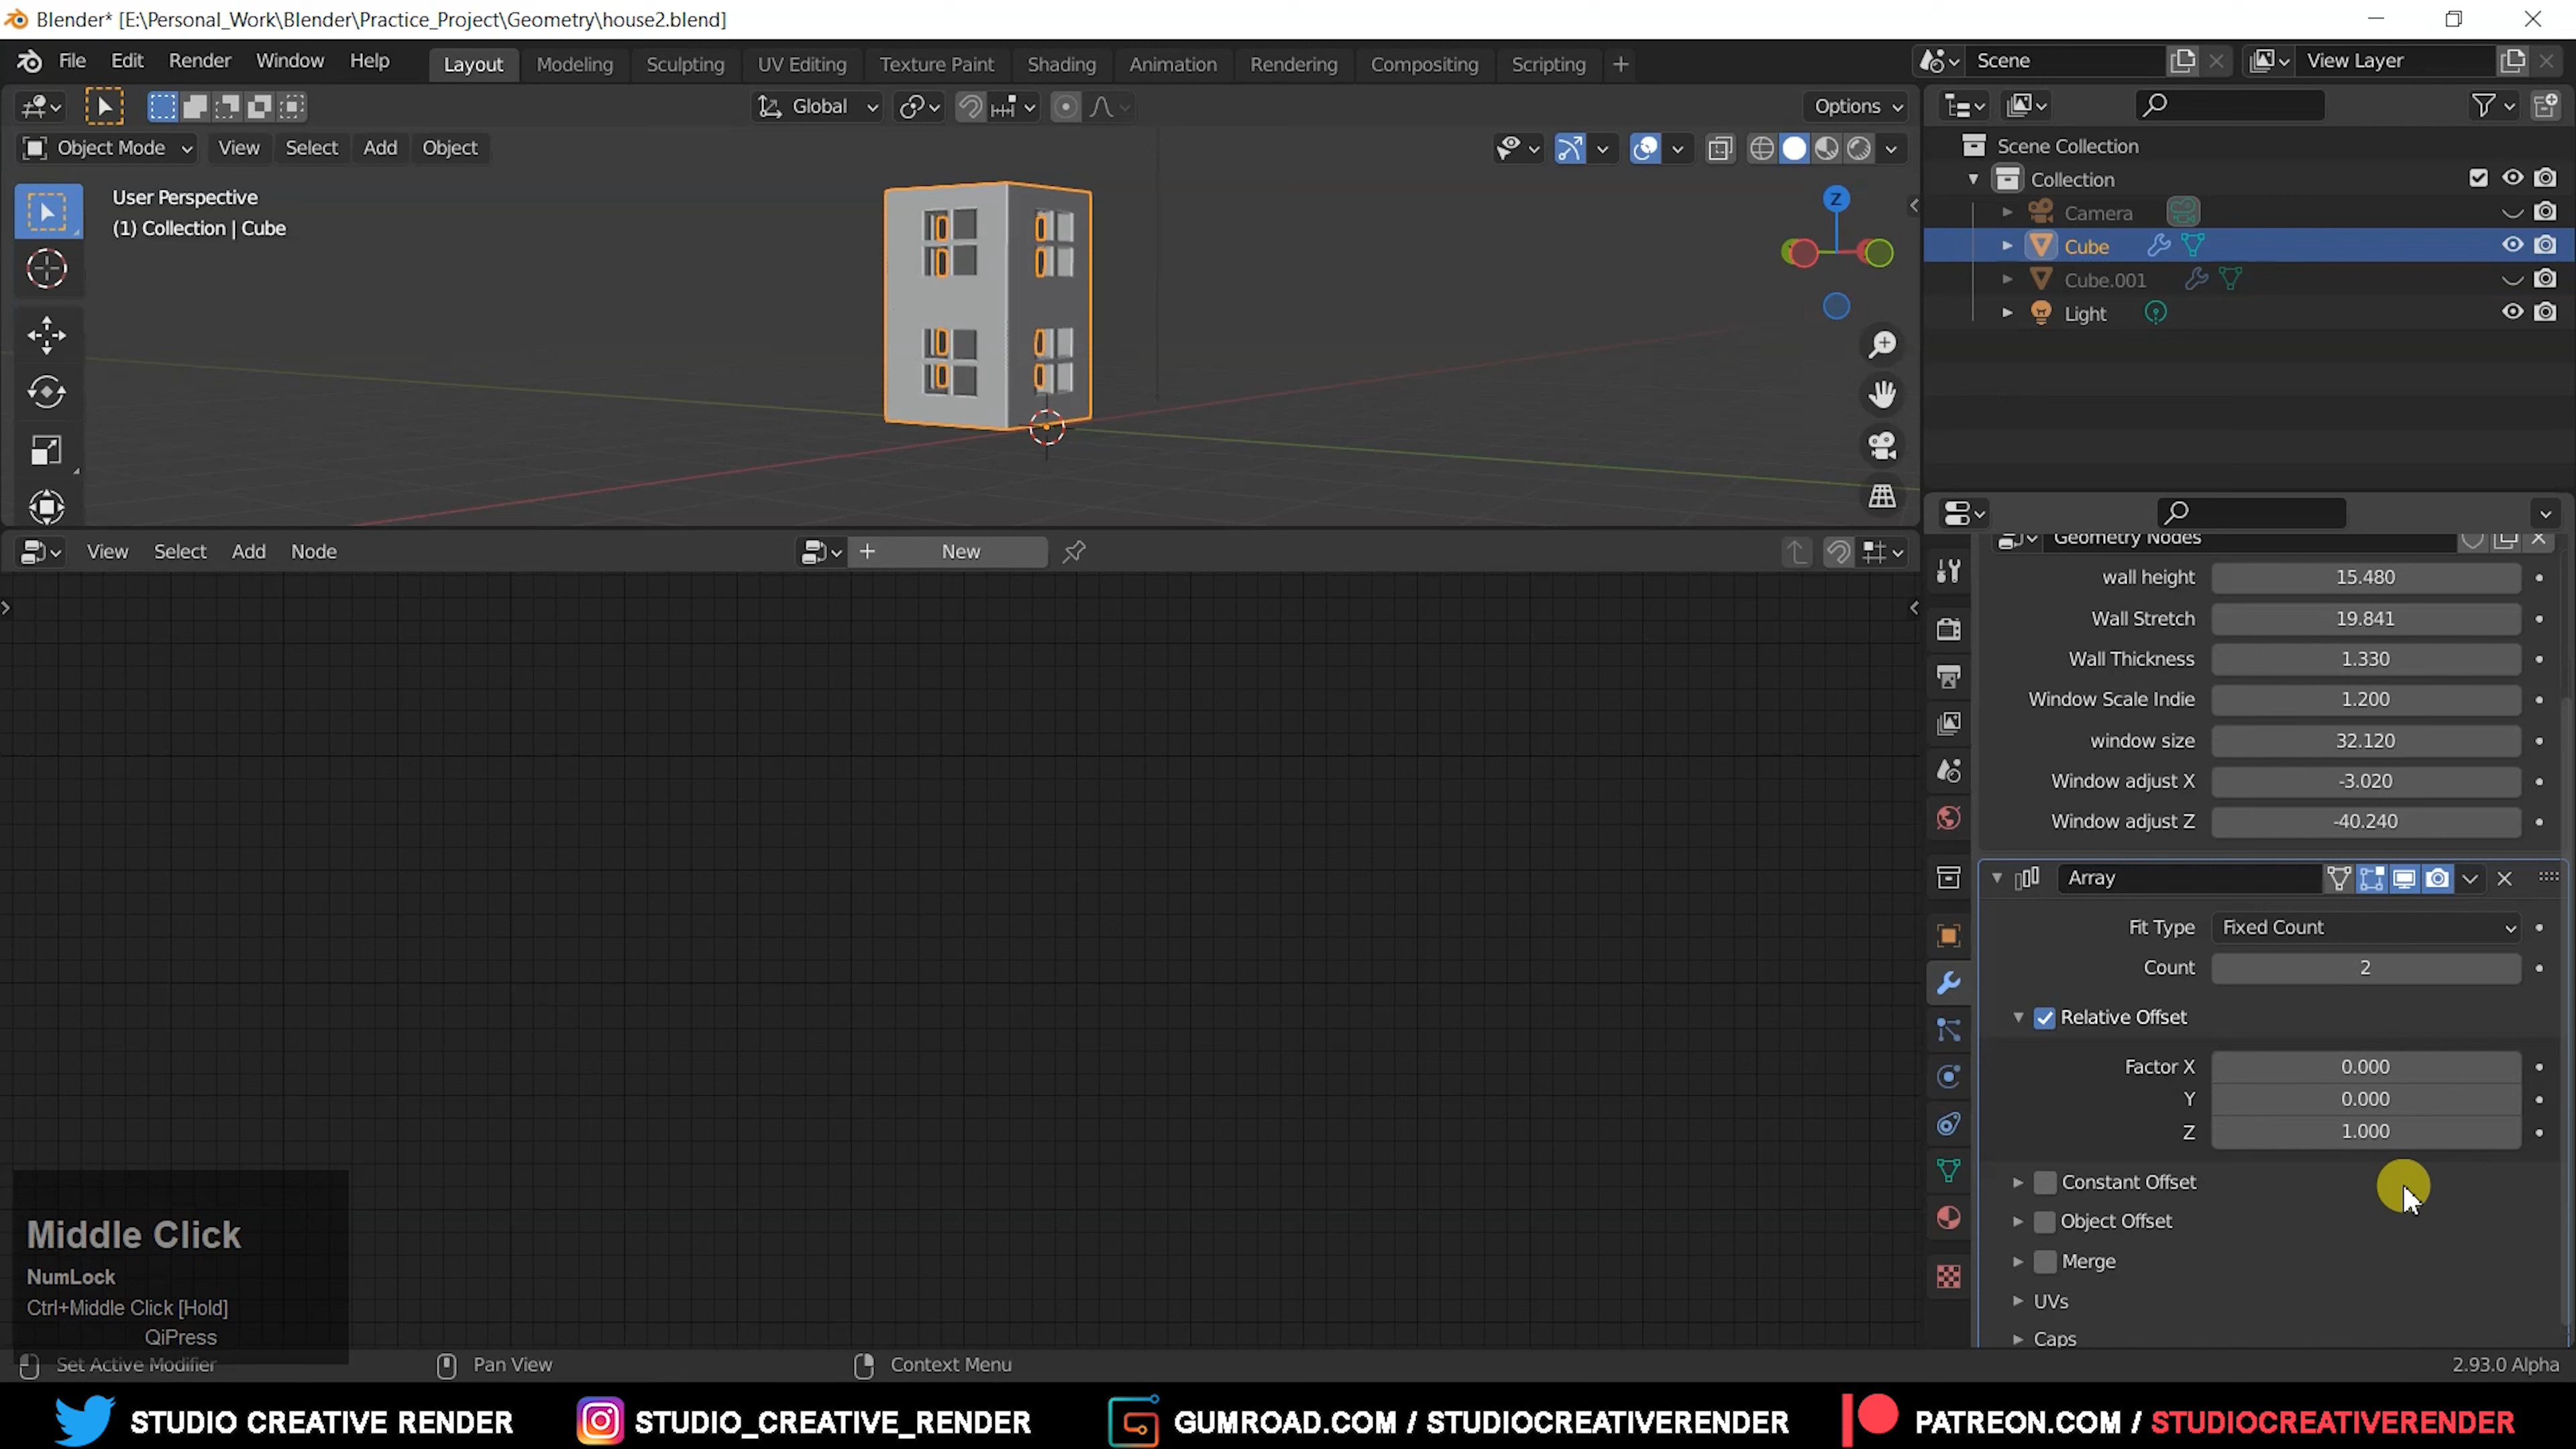 Blender* [E:\Personal_Work\Blender\Practice_Project\Geometry\house2.blend]
File Edit Render Window Help Layout Modeling Sculpting UV Editing Texture Paint Shading Animation Rendering Compositing Scripting + Scene View Layer
Global Options
Object Mode View Select Add Object
User Perspective
(1) Collection | Cube
Z
Scene Collection
Collection
Camera
Cube
Cube.001
Light
View Select Add Node + New
Geometry Nodes
wall height 15.480
Wall Stretch 19.841
Wall Thickness 1.330
Window Scale Indie 1.200
window size 32.120
Window adjust X -3.020
Window adjust Z -40.240
Array
Fit Type Fixed Count
Count 2
Relative Offset
Factor X 0.000
Y 0.000
Z 1.000
Constant Offset
Object Offset
Merge
UVs
Caps
Middle Click
NumLock
Ctrl+Middle Click [Hold]
QiPress
Set Active Modifier Pan View Context Menu 2.93.0 Alpha
STUDIO CREATIVE RENDER STUDIO_CREATIVE_RENDER GUMROAD.COM / STUDIOCREATIVERENDER PATREON.COM / STUDIOCREATIVERENDER